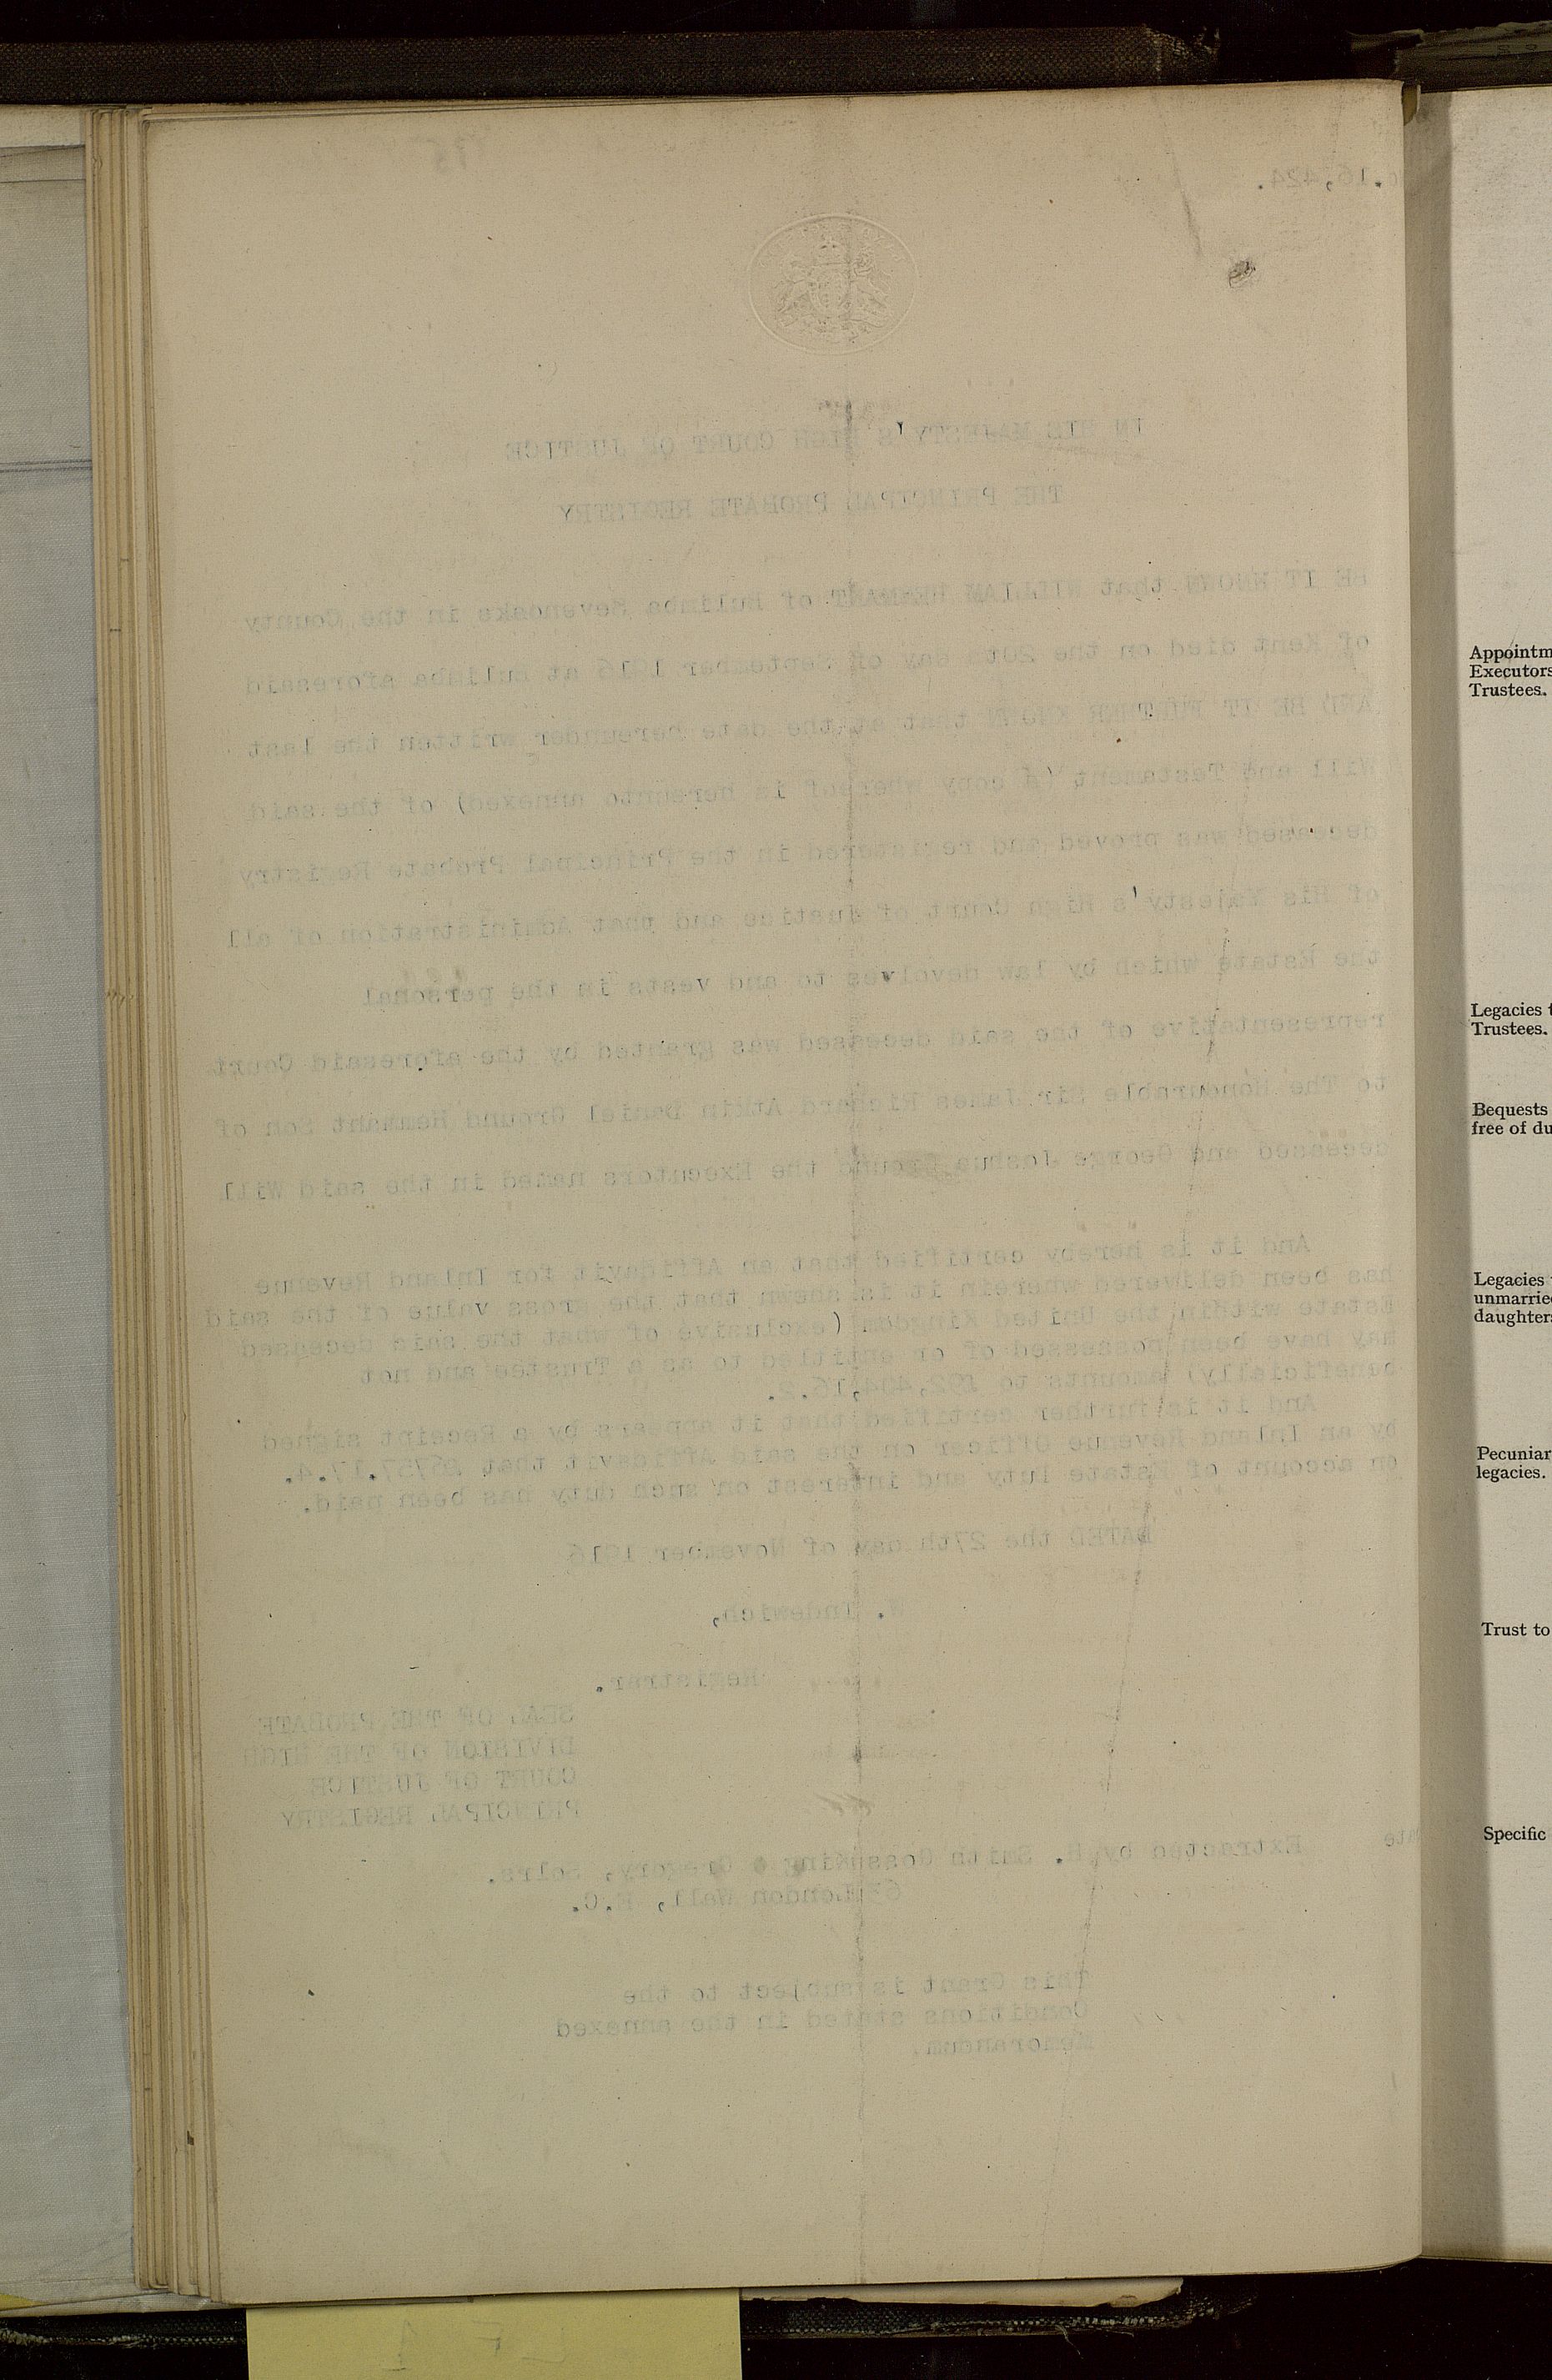 No.16,424.
IN HIS MAJESTY'S HIGH COURT OF JUSTICE
THE PRINCIPAL PROBATE REGISTRY
BE IT KNOWN that WILLIAM HEMMANT of Bulimba Sevenoaks in the County
of Kent died on the 20th day of September 1916 at Bulimba aforesaid
AND BE IT FURTHER KNOWN that at the date hereunder written the last
Will and Testament (A copy whereof is hereunto annexed) of the said
deceased was proved and registered in the Principal Probate Registry
of His Majesty's High Court of Justice and that Administration of all
the Estate which by law devolves to and vests in the personal
representative of the said deceased was granted by the aforesaid Court
to The Honourable Sir James Richard Atkin Daniel Ground Hemmant Son of
deceased and George Joshua Ground the Executors named in the said Will
And it is hereby certified that an Affidavit for Inland Revenue
has been delivered wherein it is shewn that the gross value of the said
Estate within the United Kingdom (exclusive of what the said deceased
may have been possessed of or entitled to as a Trustee and not
beneficially) amounts to
And it is further certified that it appears by a Receipt signed
by an Inland Revenue Officer on the said Affidavit that
on account of Estate Duty and interest on such duty has been paid.
DATED the 27th day of November 1916
Registrar.
SEAL OF THE PROBATE
DIVISION OF THE HIGH
COURT OF JUSTICE
PRINCIPAL REGISTRY
Extracted by Smith Goss King & Gregory, Solrs.
London Wall, E.C.
This Grant is subject to the
Conditions stated in the annexed
Memorandum.
Appointm
Executors
Trustees.
Legacies t
Trustees.
Bequests
free of du
Legacies
unmarrie
daughter
Pecuniar
legacies.
Trust to
Specific